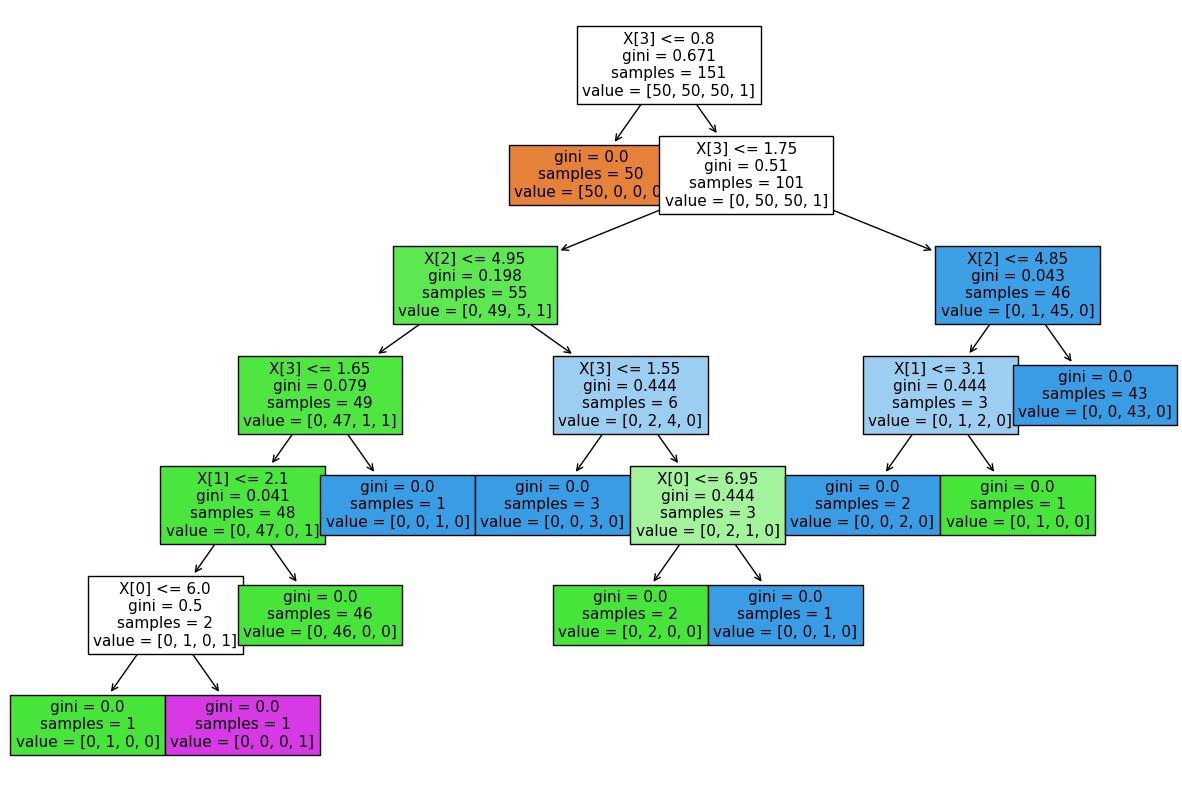 X[3] <= 0.8
gini = 0.671
samples = 151
value = [50, 50, 50, 1]
gini = 0.0
samples = 50
value = [50, 0, 0, 0
X[3] <= 1.75
gini = 0.51
samples = 101
value = [0, 50, 50, 1]
X[2] <= 4.95
gini = 0.198
samples = 55
value = [0, 49, 5, 1]
X[2] <= 4.85
gini = 0.043
samples = 46
value = [0, 1, 45, 0]
X[3] <= 1.65
gini = 0.079
samples = 49
value = [0, 47, 1, 1]
X[3] <= 1.55
gini = 0.444
samples = 6
value = [0, 2, 4, 0]
X[1] <= 3.1
gini = 0.444
samples = 3
value = [0, 1, 2, 0]
gini = 0.0
samples = 43
value = [0, 0, 43, 0]
X[1] <= 2.1
gini = 0.041
samples = 48
value = [0, 47, 0, 1]
gini = 0.0
samples = 1
value = [0, 0, 1, 0]
gini = 0.0
samples = 3
value = [0, 0, 3, 0]
X[0] <= 6.95
gini = 0.444
samples = 3
value = [0, 2, 1, 0]
gini = 0.0
samples = 2
value = [0, 0, 2, 0]
gini = 0.0
samples = 1
value = [0, 1, 0, 0]
X[0] <= 6.0
gini = 0.5
samples = 2
value = [0, 1, 0, 1]
gini = 0.0
samples = 46
value = [0, 46, 0, 0]
gini = 0.0
samples = 2
value = [0, 2, 0, 0]
gini = 0.0
samples = 1
value = [0, 0, 1, 0]
gini = 0.0
samples = 1
value = [0, 1, 0, 0]
gini = 0.0
samples = 1
value = [0, 0, 0, 1]